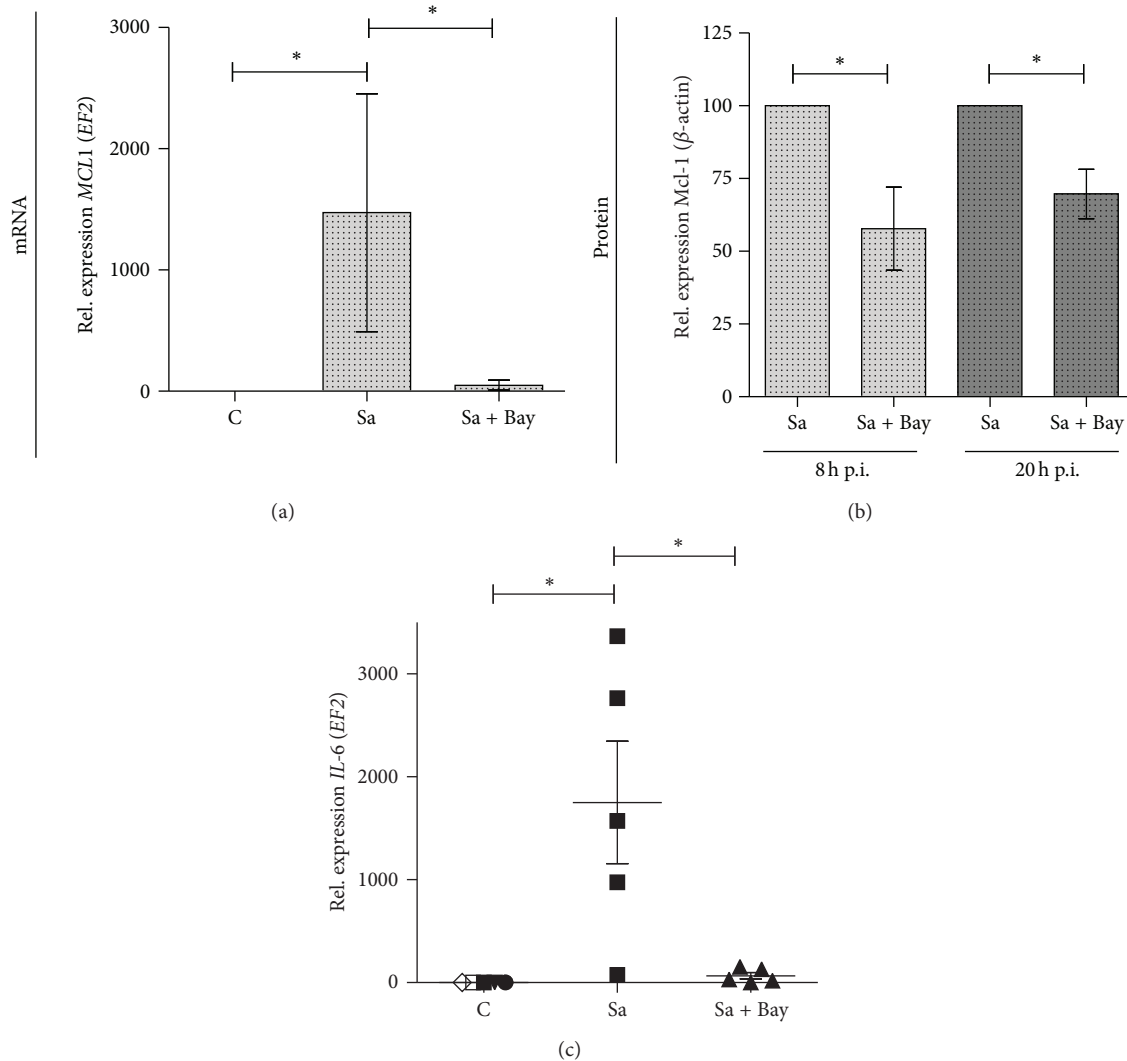 mRNA
Rel. expression MCL1 (EF2)
3000
2000
1000
0
*
*
C
Sa
Sa + Bay
(a)
Protein
Rel. expression Mcl-1 (β-actin)
125
100
75
50
25
0
*
*
Sa
Sa + Bay
Sa
Sa + Bay
8 h p.i.
20 h p.i.
(b)
*
*
Rel. expression IL-6 (EF2)
3000
2000
1000
0
C
Sa
Sa + Bay
(c)